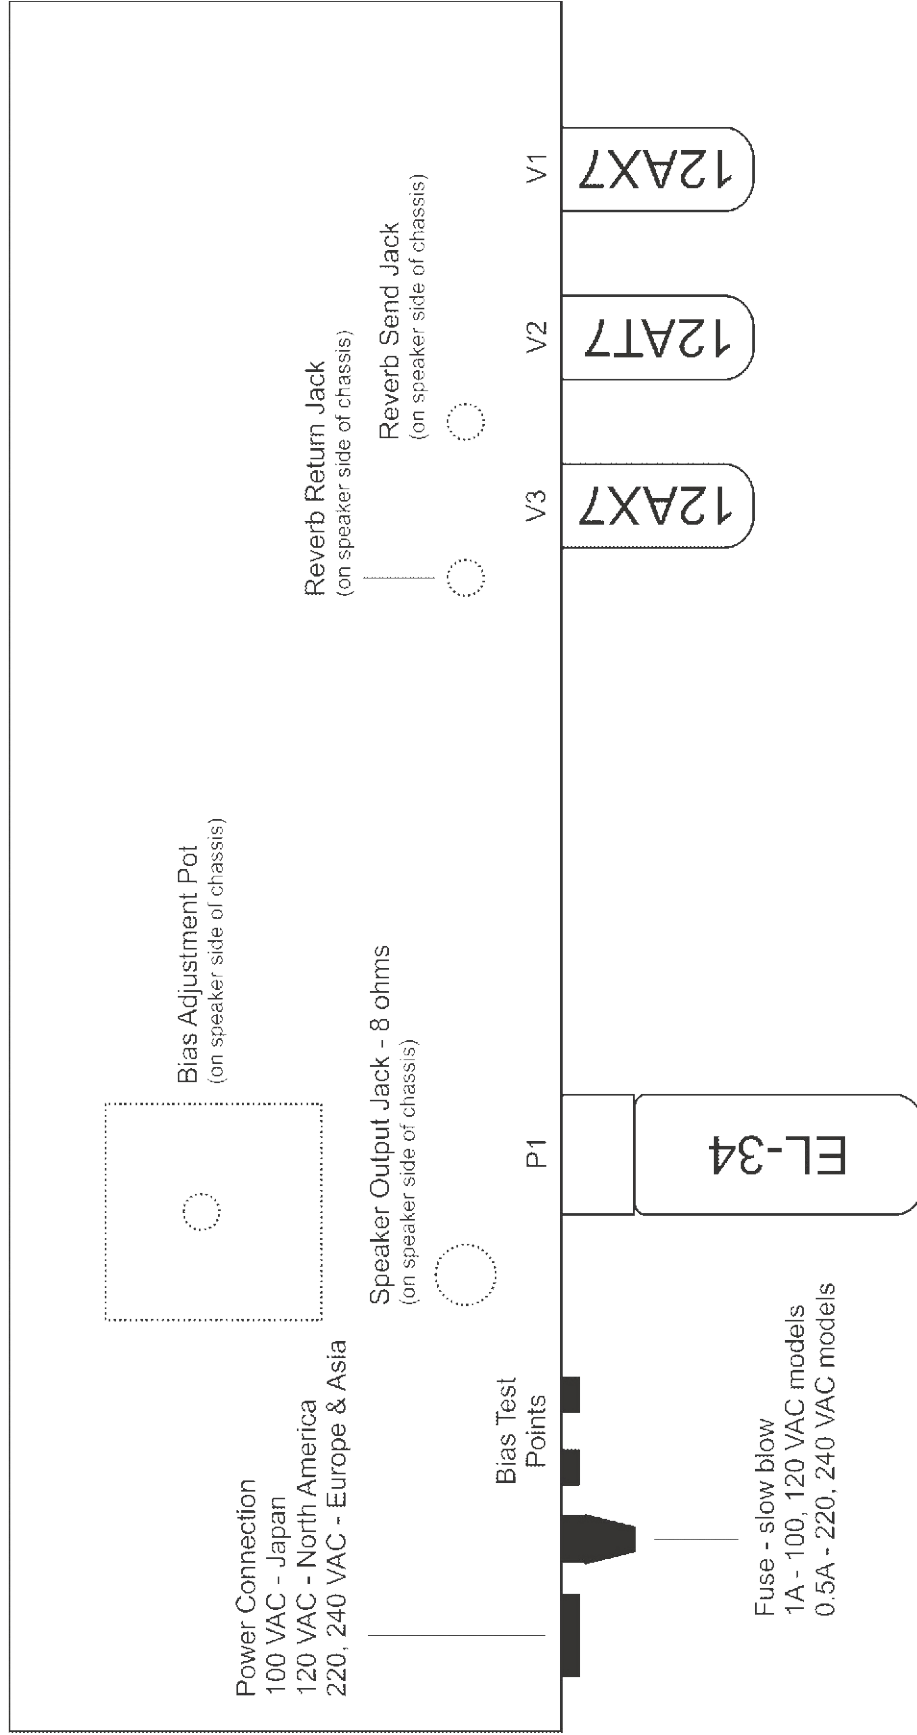 Power Connection
100 VAC - Japan
120 VAC - North America
220, 240 VAC - Europe & Asia
Bias Adjustment Pot
(on speaker side of chassis)
Speaker Output Jack - 8 ohms
(on speaker side of chassis)
Reverb Return Jack
(on speaker side of chassis)
Reverb Send Jack
(on speaker side of chassis)
Bias Test
Points
P1
V3
V2
V1
EL-34
12AX7
12AT7
12AX7
Fuse - slow blow
1A - 100, 120 VAC models
0.5A - 220, 240 VAC models